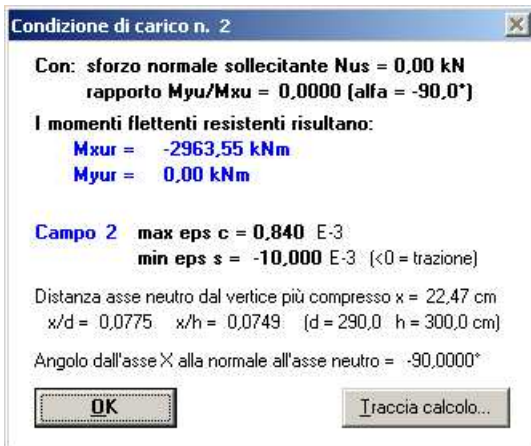 Condizione di carico n. 2
Con: sforzo normale sollecitante Nus = 0,00 kN
rapporto Myu/Mxu = 0,0000 (alfa = -90,0°)
I momenti flettenti resistenti risultano:
Mxur = -2963,55 kNm
Myur = 0,00 kNm
Campo 2 max eps c = 0,840 E-3
min eps s = -10,000 E-3 (<0 = trazione)
Distanza asse neutro dal vertice più compresso x = 22,47 cm
x/d = 0,0775 x/h = 0,0749 (d = 290,0 h = 300,0 cm)
Angolo dall'asse X alla normale all'asse neutro = -90,0000°
OK Traccia calcolo...